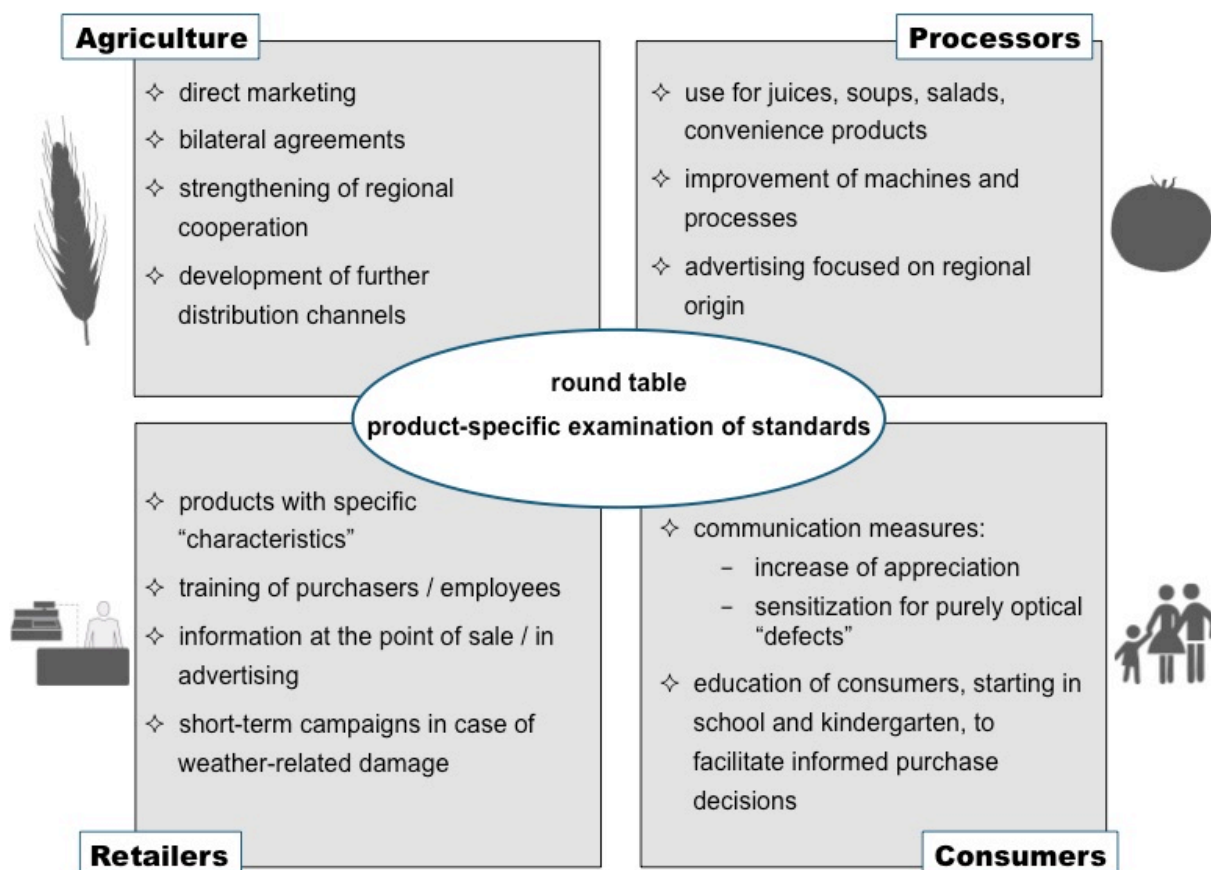 Agriculture
✧ direct marketing
✧ bilateral agreements
✧ strengthening of regional
cooperation
✧ development of further
distribution channels
Processors
✧ use for juices, soups, salads,
convenience products
✧ improvement of machines and
processes
✧ advertising focused on regional
origin
round table
product-specific examination of standards
✧ products with specific
“characteristics”
✧ training of purchasers / employees
✧ information at the point of sale / in
advertising
✧ short-term campaigns in case of
weather-related damage
Retailers
✧ communication measures:
– increase of appreciation
– sensitization for purely optical
“defects”
✧ education of consumers, starting in
school and kindergarten, to
facilitate informed purchase
decisions
Consumers